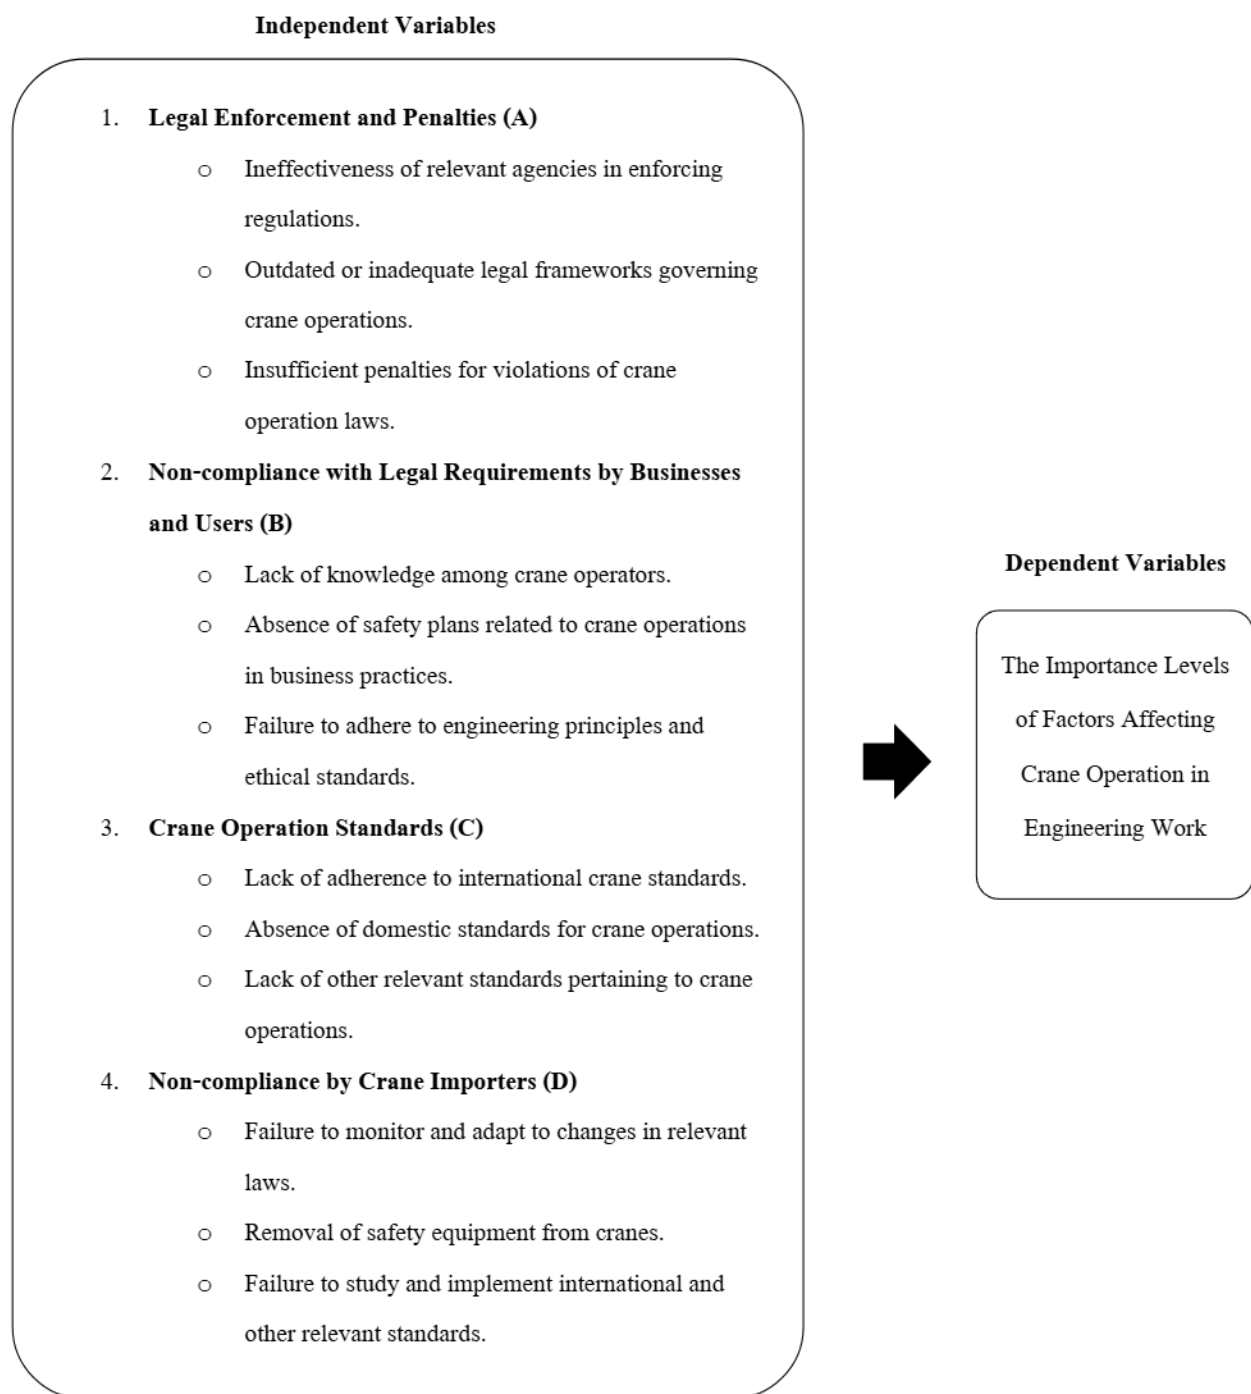 Independent Variables
1. Legal Enforcement and Penalties (A)
o Ineffectiveness of relevant agencies in enforcing
regulations.
o Outdated or inadequate legal frameworks governing
crane operations.
o Insufficient penalties for violations of crane
operation laws.
2. Non-compliance with Legal Requirements by Businesses
and Users (B)
o Lack of knowledge among crane operators.
o Absence of safety plans related to crane operations
in business practices.
o Failure to adhere to engineering principles and
ethical standards.
3. Crane Operation Standards (C)
o Lack of adherence to international crane standards.
o Absence of domestic standards for crane operations.
o Lack of other relevant standards pertaining to crane
operations.
4. Non-compliance by Crane Importers (D)
o Failure to monitor and adapt to changes in relevant
laws.
o Removal of safety equipment from cranes.
o Failure to study and implement international and
other relevant standards.
Dependent Variables
The Importance Levels
of Factors Affecting
Crane Operation in
Engineering Work